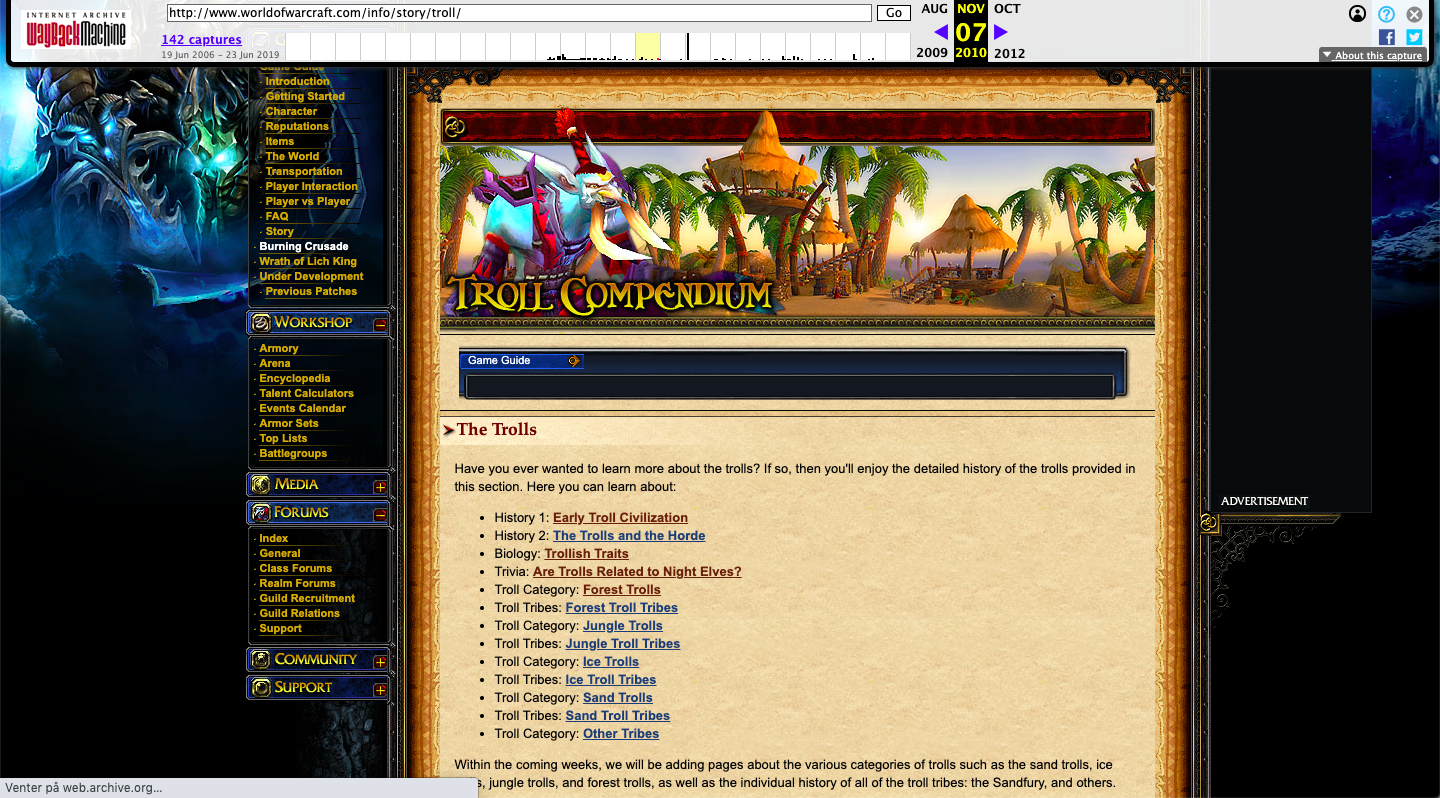 INTERNET ARCHIVE
WayBackMachine
http://www.worldofwarcraft.com/info/story/troll/
Go
AUG
NOV
OCT
142 captures
07
19 Jun 2006 – 23 Jun 2019
2009
2010
2012
About this capture
Game Guide
Introduction
Getting Started
Character
Reputations
Items
The World
Transportation
Player Interaction
Player vs Player
FAQ
Story
Burning Crusade
Wrath of Lich King
Under Development
Previous Patches
WORKSHOP
Armory
Arena
Encyclopedia
Talent Calculators
Events Calendar
Armor Sets
Top Lists
Battlegroups
MEDIA
FORUMS
Index
General
Class Forums
Realm Forums
Guild Recruitment
Guild Relations
Support
COMMUNITY
SUPPORT
TROLL COMPENDIUM
Game Guide
The Trolls
Have you ever wanted to learn more about the trolls? If so, then you'll enjoy the detailed history of the trolls provided in
this section. Here you can learn about:
• History 1: Early Troll Civilization
• History 2: The Trolls and the Horde
• Biology: Trollish Traits
• Trivia: Are Trolls Related to Night Elves?
• Troll Category: Forest Trolls
• Troll Tribes: Forest Troll Tribes
• Troll Category: Jungle Trolls
• Troll Tribes: Jungle Troll Tribes
• Troll Category: Ice Trolls
• Troll Tribes: Ice Troll Tribes
• Troll Category: Sand Trolls
• Troll Tribes: Sand Troll Tribes
• Troll Category: Other Tribes
Within the coming weeks, we will be adding pages about the various categories of trolls such as the sand trolls, ice
s, jungle trolls, and forest trolls, as well as the individual history of all of the troll tribes: the Sandfury, and others.
ADVERTISEMENT
Venter på web.archive.org...